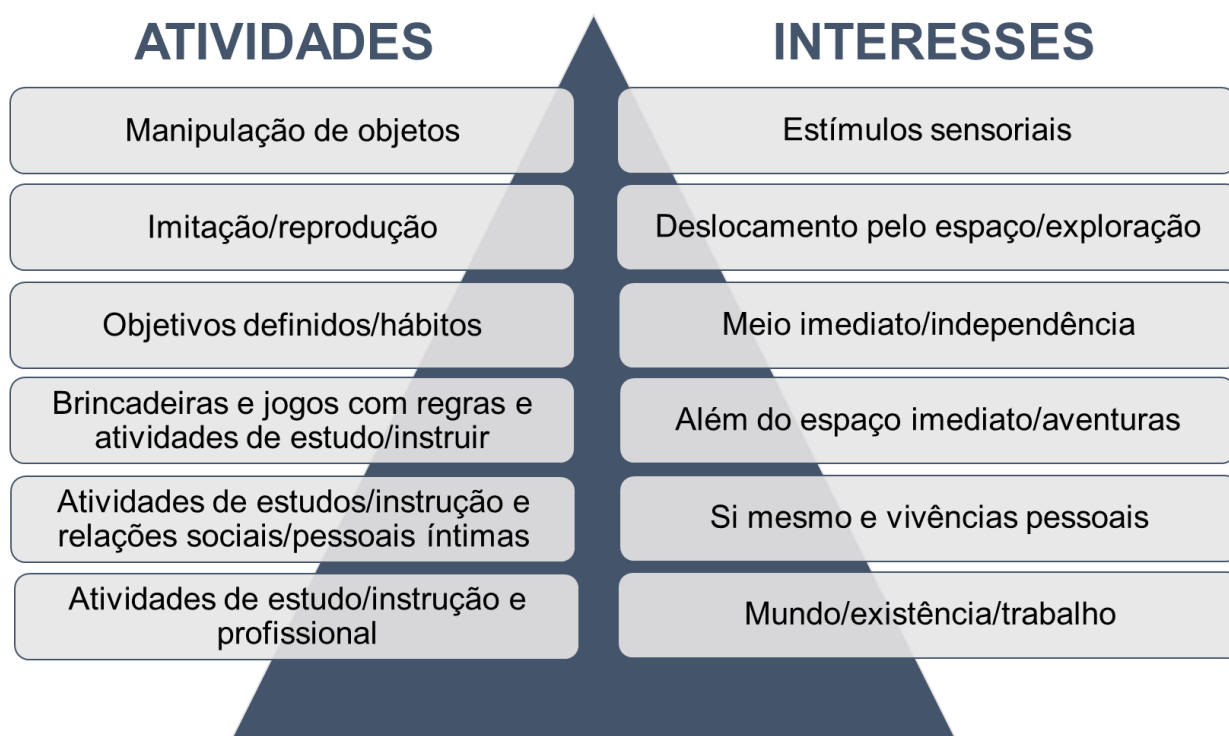 ATIVIDADES
INTERESSES
Manipulação de objetos
Estímulos sensoriais
Imitação/reprodução
Deslocamento pelo espaço/exploração
Objetivos definidos/hábitos
Meio imediato/independência
Brincadeiras e jogos com regras e
atividades de estudo/instruir
Além do espaço imediato/aventuras
Atividades de estudos/instrução e
relações sociais/pessoais íntimas
Si mesmo e vivências pessoais
Atividades de estudo/instrução e
profissional
Mundo/existência/trabalho